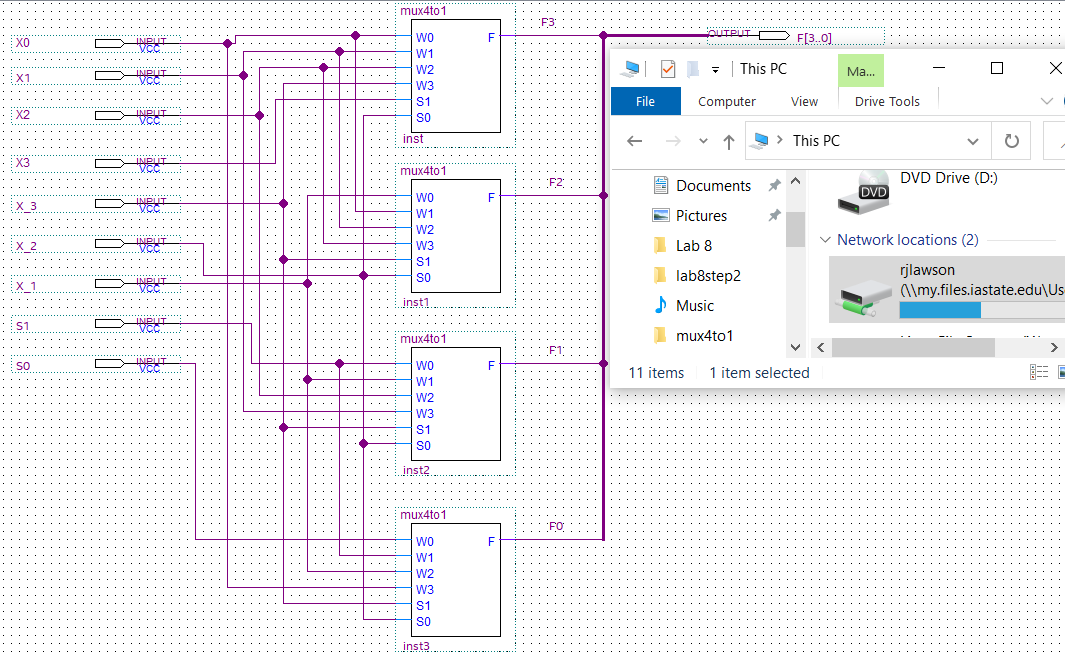 mux4to1
W0 F
W1
W2
W3
S1
S0
inst
F3
X0 INPUT VCC
X1 INPUT VCC
X2 INPUT VCC
X3 INPUT VCC
X_3 INPUT VCC
X_2 INPUT VCC
X_1 INPUT VCC
S1 INPUT VCC
S0 INPUT VCC
mux4to1
W0 F
W1
W2
W3
S1
S0
inst1
F2
mux4to1
W0 F
W1
W2
W3
S1
S0
inst2
F1
mux4to1
W0 F
W1
W2
W3
S1
S0
inst3
F0
OUTPUT F[3..0]
This PC Ma...
File Computer View Drive Tools
This PC
Documents
Pictures
Lab 8
lab8step2
Music
mux4to1
DVD
DVD Drive (D:)
Network locations (2)
rjlawson
(\\my.files.iastate.edu\Use
11 items 1 item selected